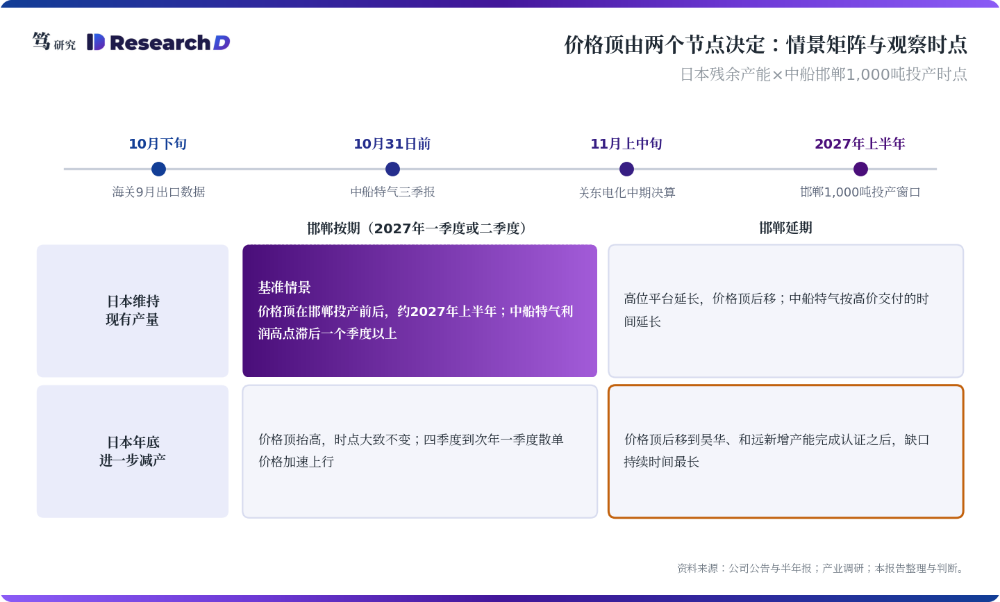 笃 研究 ResearchD
价格顶由两个节点决定：情景矩阵与观察时点
日本残余产能×中船邯郸1,000吨投产时点
10月下旬
10月31日前
11月上中旬
2027年上半年
海关9月出口数据
中船特气三季报
关东电化中期决算
邯郸1,000吨投产窗口
邯郸按期（2027年一季度或二季度）
邯郸延期
日本维持
现有产量
基准情景
价格顶在邯郸投产前后，约2027年上半年；中船特气利
润高点滞后一个季度以上
高位平台延长，价格顶后移；中船特气按高价交付的时
间延长
日本年底
进一步减产
价格顶抬高，时点大致不变；四季度到次年一季度散单
价格加速上行
价格顶后移到昊华、和远新增产能完成认证之后，缺口
持续时间最长
资料来源：公司公告与半年报；产业调研；本报告整理与判断。